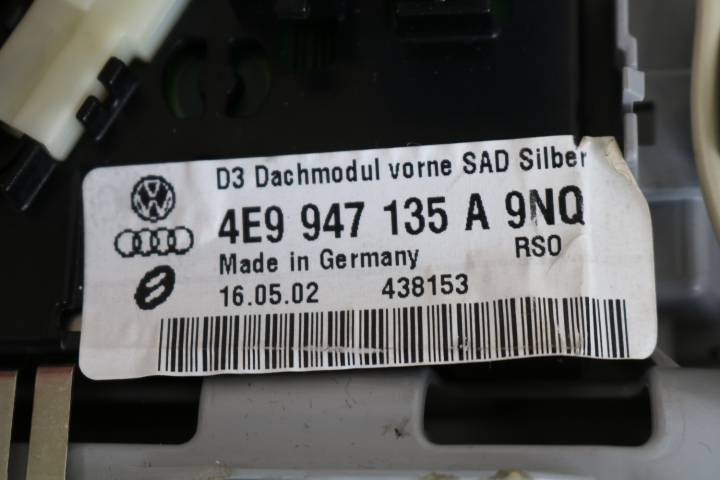 D3 Dachmodul vorne SAD Silber
4E9 947 135 A 9NQ
Made in Germany RSO
16.05.02 438153